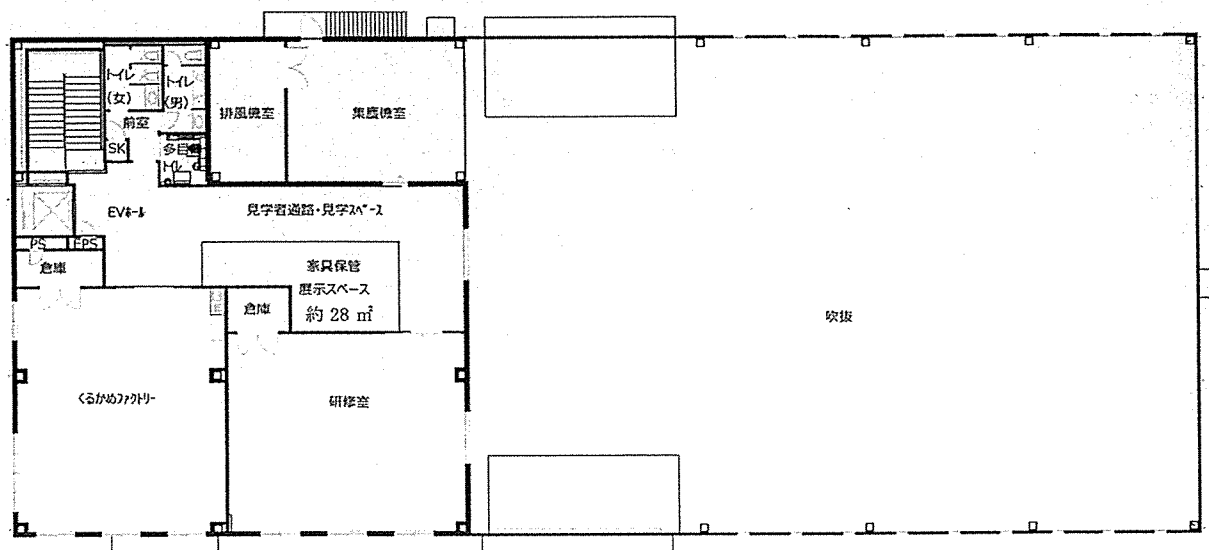 トイレ
(女)
トイレ
(男)
排風機室
集塵機室
前室
SK
多目的
トイレ
EVホール
見学者通路・見学スペース
PS
EPS
倉庫
家具保管
展示スペース
約 28 ㎡
倉庫
吹抜
くるかめファクトリー
研修室